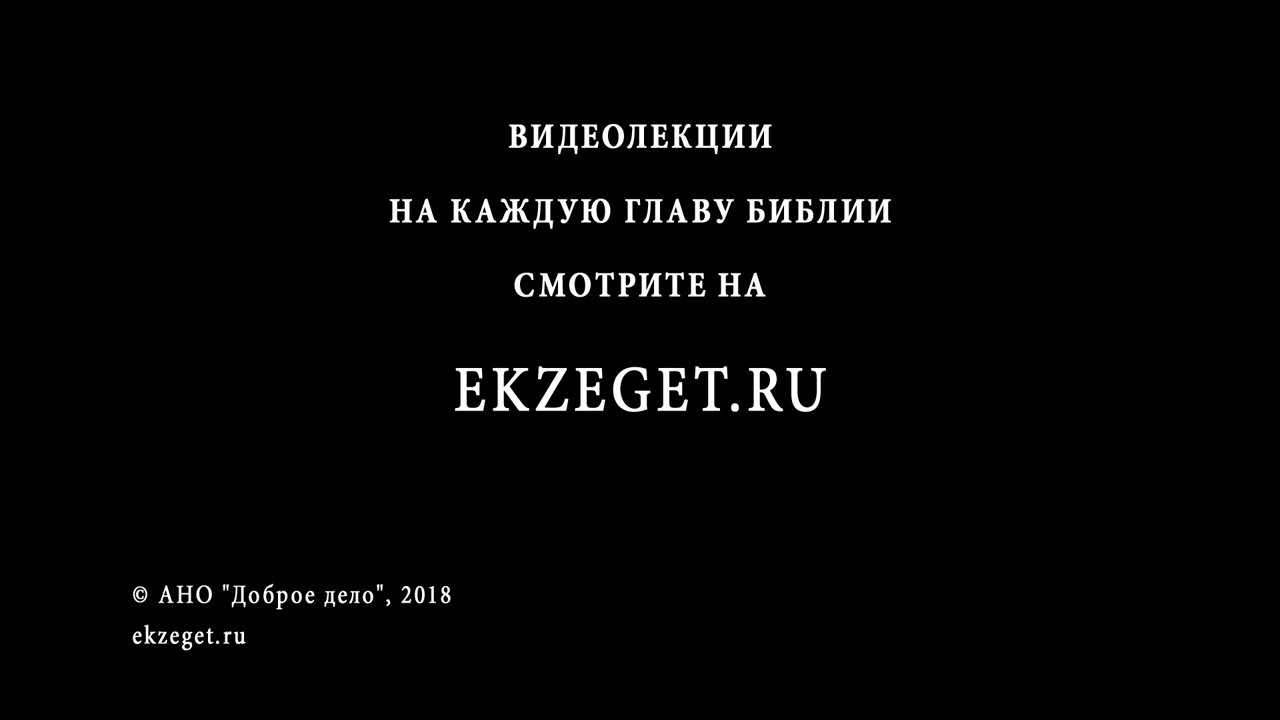 ВИДЕОЛЕКЦИИ
НА КАЖДУЮ ГЛАВУ БИБЛИИ
СМОТРИТЕ НА
EKZEGET.RU
© АНО "Доброе дело", 2018
ekzeget.ru